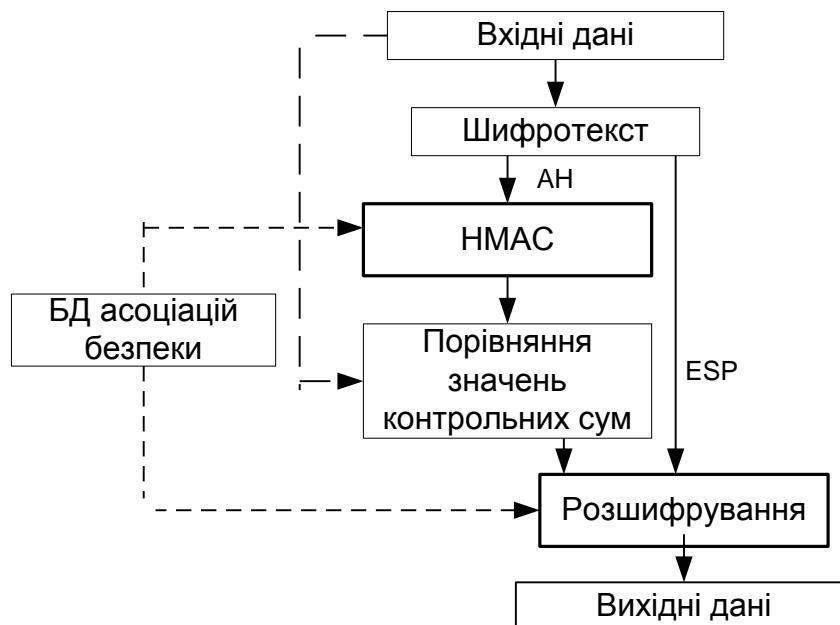 Вхідні дані
Шифротекст
AH
HMAC
БД асоціацій
безпеки
Порівняння
значень
контрольних сум
ESP
Розшифрування
Вихідні дані